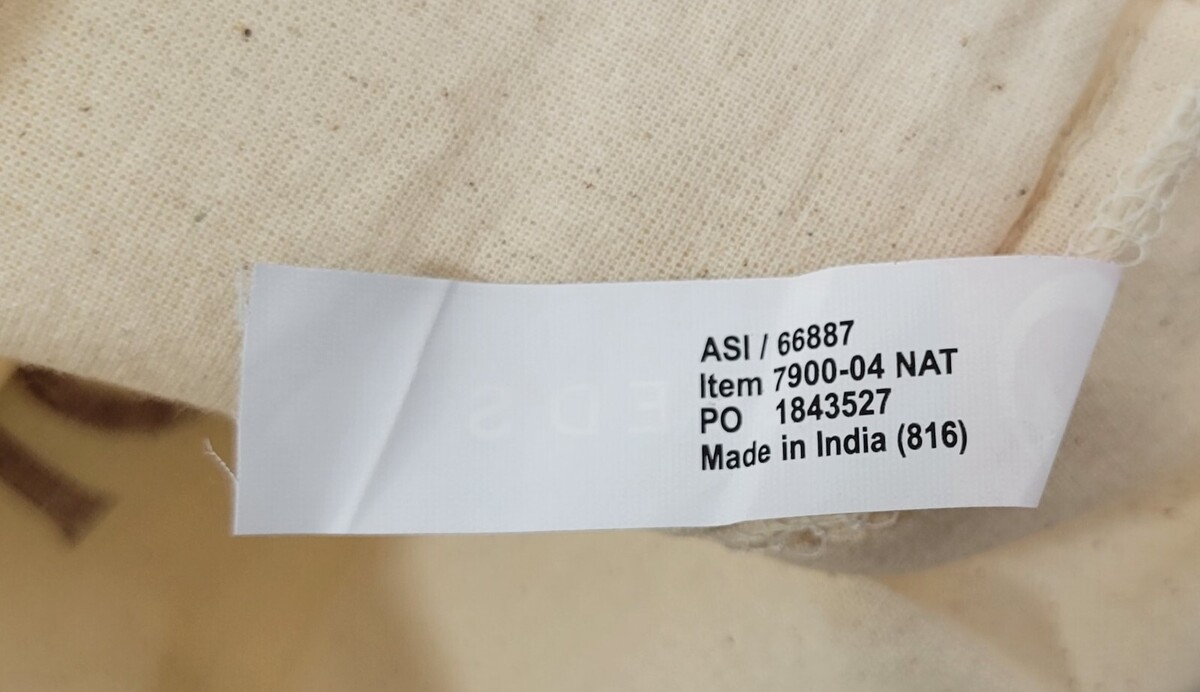 ASI / 66887
Item 7900-04 NAT
PO 1843527
Made in India (816)